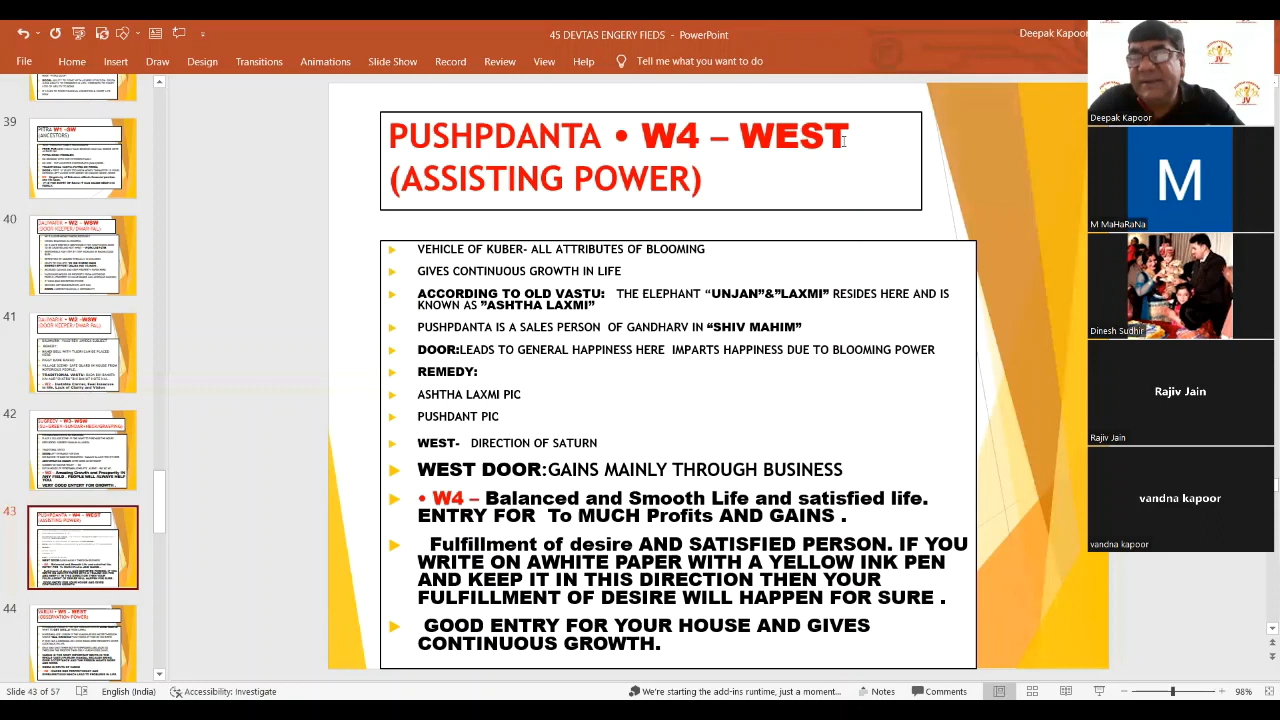 45 DEVTAS ENGERY FIEDS - PowerPoint
Deepak Kapoor
File Home Insert Draw Design Transitions Animations Slide Show Record Review View Help Tell me what you want to do
39
40
41
42
43
44
PUSHPDANTA • W4 – WEST
(ASSISTING POWER)
VEHICLE OF KUBER- ALL ATTRIBUTES OF BLOOMING
GIVES CONTINUOUS GROWTH IN LIFE
ACCORDING TO OLD VASTU: THE ELEPHANT “UNJAN”&”LAXMI” RESIDES HERE AND IS
KNOWN AS ”ASHTHA LAXMI”
PUSHPDANTA IS A SALES PERSON OF GANDHARV IN “SHIV MAHIM”
DOOR:LEADS TO GENERAL HAPPINESS HERE IMPARTS HAPINESS DUE TO BLOOMING POWER
REMEDY:
ASHTHA LAXMI PIC
PUSHDANT PIC
WEST- DIRECTION OF SATURN
WEST DOOR:GAINS MAINLY THROUGH BUSINESS
• W4 – Balanced and Smooth Life and satisfied life.
ENTRY FOR To MUCH Profits AND GAINS .
Fulfillment of desire AND SATISFIED PERSON. IF YOU
WRITE ON WHITE PAPER WITH A YELLOW INK PEN
AND KEEP IT IN THIS DIRECTION THEN YOUR
FULFILLMENT OF DESIRE WILL HAPPEN FOR SURE .
GOOD ENTRY FOR YOUR HOUSE AND GIVES
CONTINUOUS GROWTH.
JV
JV
Deepak Kapoor
M
M MaHaRaNa
Dinesh Sudhir
Rajiv Jain
Rajiv Jain
vandna kapoor
vandna kapoor
Slide 43 of 57 English (India) Accessibility: Investigate We're starting the add-ins runtime, just a moment... Notes Comments 98%